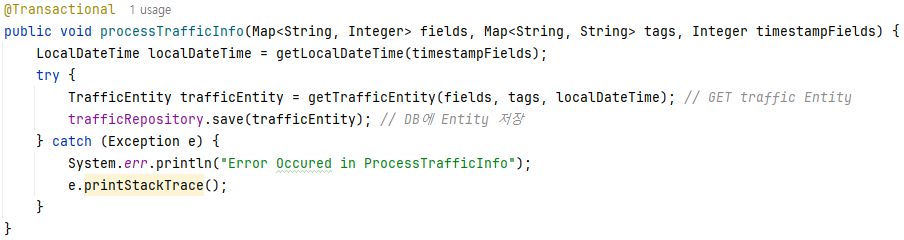 @Transactional 1 usage
public void processTrafficInfo(Map<String, Integer> fields, Map<String, String> tags, Integer timestampFields) {
    LocalDateTime localDateTime = getLocalDateTime(timestampFields);
    try {
        TrafficEntity trafficEntity = getTrafficEntity(fields, tags, localDateTime); // GET traffic Entity
        trafficRepository.save(trafficEntity); // DB에 Entity 저장
    } catch (Exception e) {
        System.err.println("Error Occured in ProcessTrafficInfo");
        e.printStackTrace();
    }
}